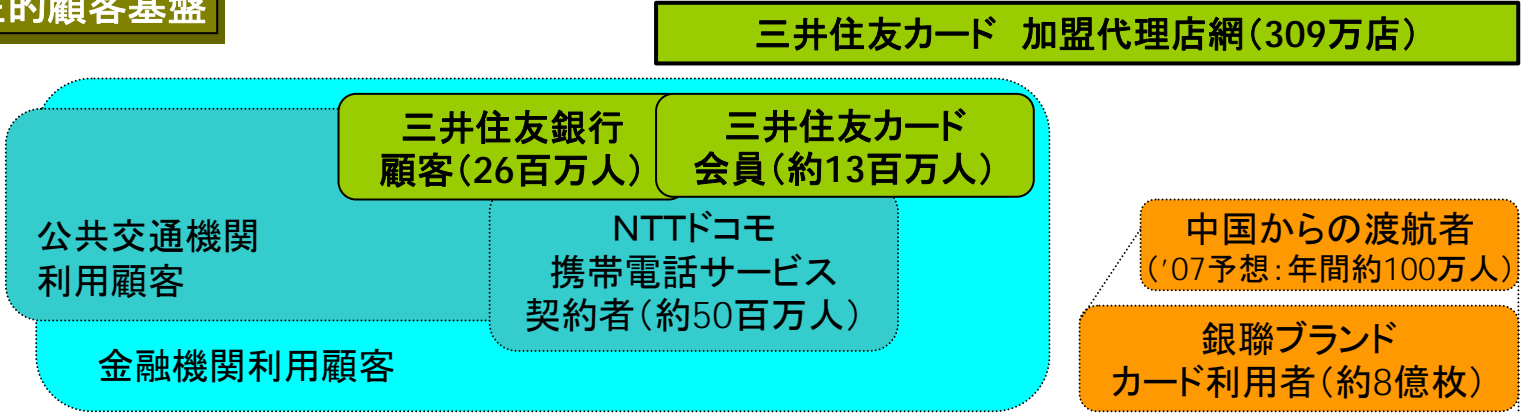 的顧客基盤
三井住友カード 加盟代理店網(309万店)
三井住友銀行
顧客(26百万人)
三井住友カード
会員(約13百万人)
公共交通機関
利用顧客
NTTドコモ
携帯電話サービス
契約者(約50百万人)
金融機関利用顧客
中国からの渡航者
('07予想:年間約100万人)
銀聯ブランド
カード利用者(約8億枚)